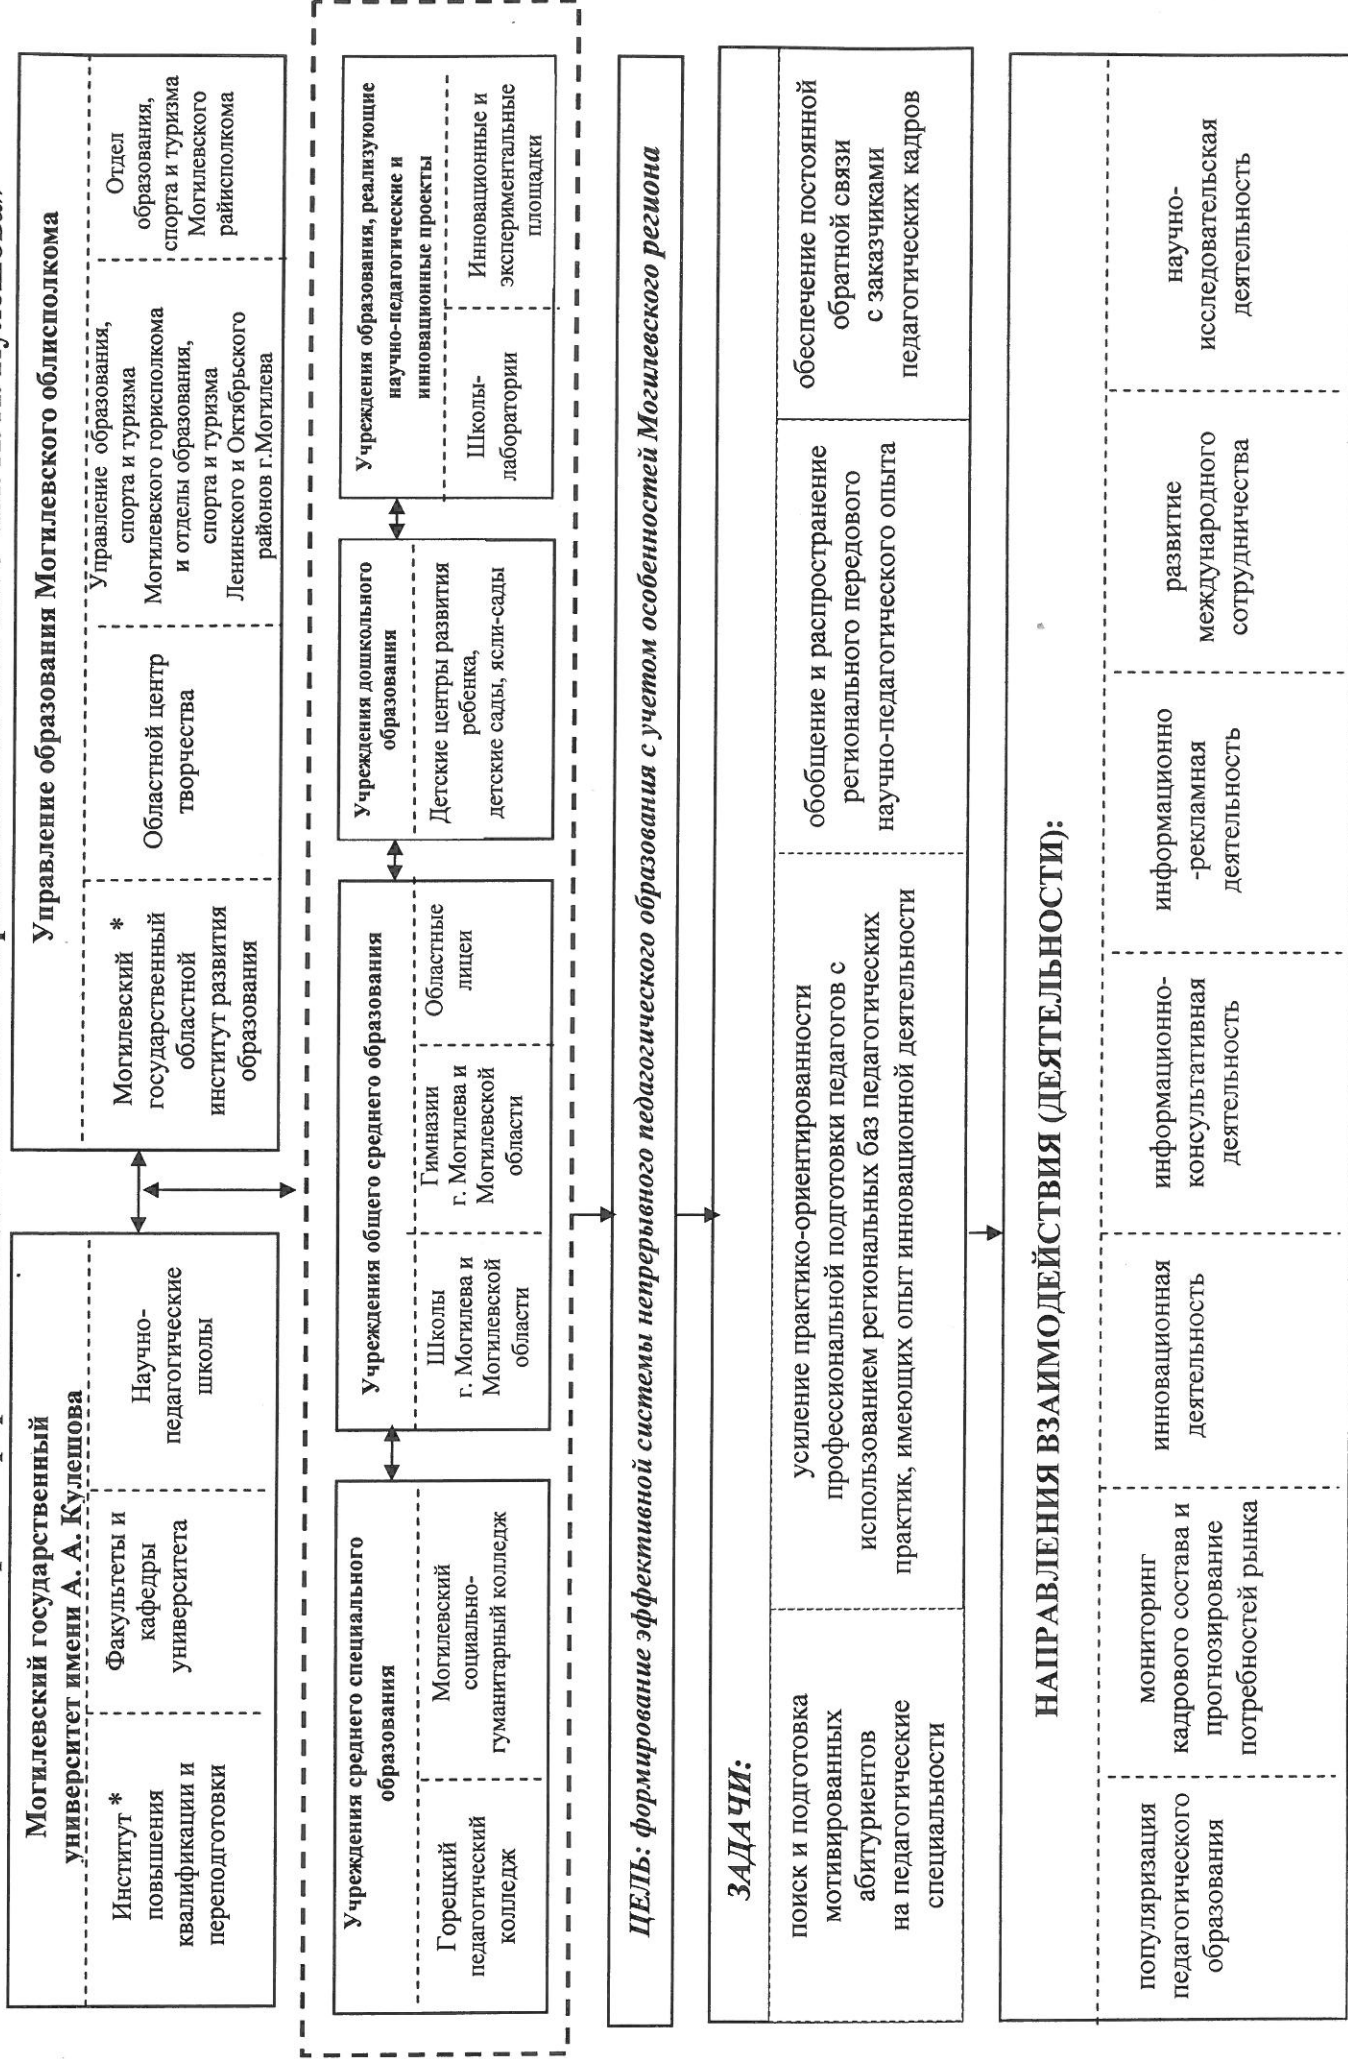 Могилевский государственный
университет имени А. А. Кулешова
Институт *
повышения
квалификации и
переподготовки
Факультеты и
кафедры
университета
Научно-
педагогические
школы
Управление образования Могилевского облисполкома
Могилевский *
государственный
областной
институт развития
образования
Областной центр
творчества
Управление образования,
спорта и туризма
Могилевского горисполкома
и отделы образования,
спорта и туризма
Ленинского и Октябрьского
районов г.Могилева
Отдел
образования,
спорта и туризма
Могилевского
райисполкома
Учреждения среднего специального
образования
Горецкий
педагогический
колледж
Могилевский
социально-
гуманитарный колледж
Учреждения общего среднего образования
Школы
г. Могилева и
Могилевской
области
Гимназии
г. Могилева и
Могилевской
области
Областные
лицеи
Учреждения дошкольного
образования
Детские центры развития
ребенка,
детские сады, ясли-сады
Учреждения образования, реализующие
научно-педагогические и
инновационные проекты
Школы-
лаборатории
Инновационные и
экспериментальные
площадки
ЦЕЛЬ: формирование эффективной системы непрерывного педагогического образования с учетом особенностей Могилевского региона
ЗАДАЧИ:
поиск и подготовка
мотивированных
абитуриентов
на педагогические
специальности
усиление практико-ориентированности
профессиональной подготовки педагогов с
использованием региональных баз педагогических
практик, имеющих опыт инновационной деятельности
обобщение и распространение
регионального передового
научно-педагогического опыта
обеспечение постоянной
обратной связи
с заказчиками
педагогических кадров
НАПРАВЛЕНИЯ ВЗАИМОДЕЙСТВИЯ (ДЕЯТЕЛЬНОСТИ):
популяризация
педагогического
образования
мониторинг
кадрового состава и
прогнозирование
потребностей рынка
инновационная
деятельность
информационно-
консультативная
деятельность
информационно
-рекламная
деятельность
развитие
международного
сотрудничества
научно-
исследовательская
деятельность